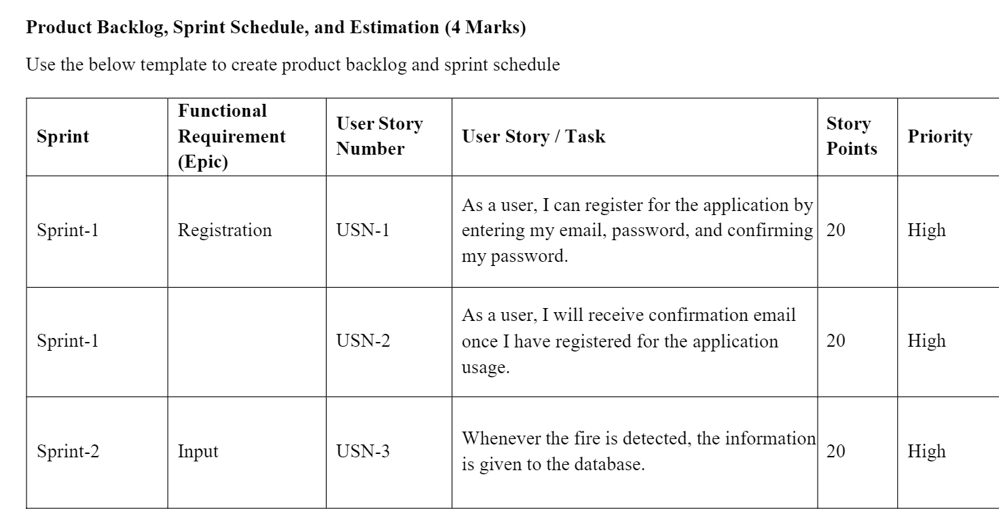 Product Backlog, Sprint Schedule, and Estimation (4 Marks)
Use the below template to create product backlog and sprint schedule
Sprint
Functional
Requirement
(Epic)
User Story
Number
User Story / Task
Story
Points
Priority
Sprint-1
Registration
USN-1
As a user, I can register for the application by
entering my email, password, and confirming
my password.
20
High
Sprint-1
USN-2
As a user, I will receive confirmation email
once I have registered for the application
usage.
20
High
Sprint-2
Input
USN-3
Whenever the fire is detected, the information
is given to the database.
20
High